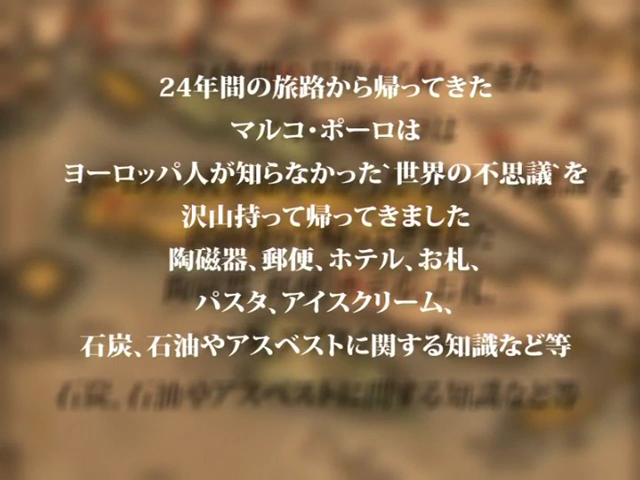 24年間の旅路から帰ってきた
マルコ・ポーロは
ヨーロッパ人が知らなかった`世界の不思議`を
沢山持って帰ってきました
陶磁器、郵便、ホテル、お札、
パスタ、アイスクリーム、
石炭、石油やアスベストに関する知識など等